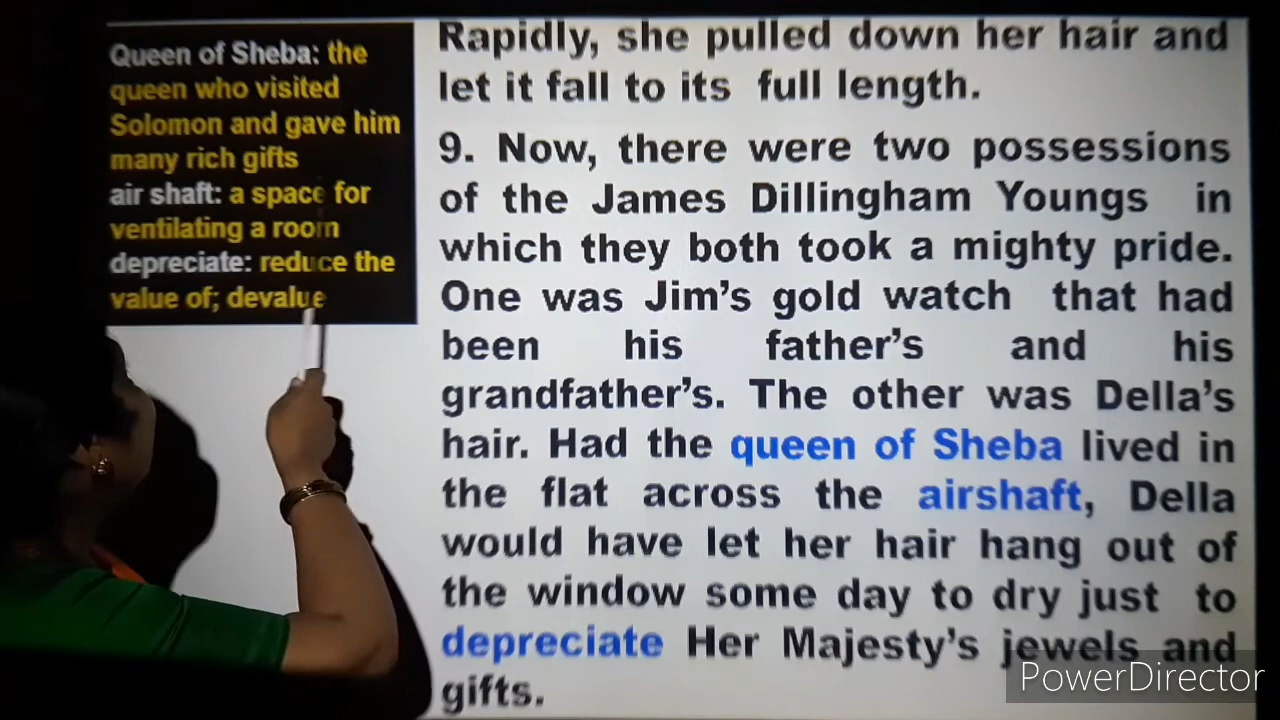 Queen of Sheba: the
queen who visited
Solomon and gave him
many rich gifts
air shaft: a space for
ventilating a room
depreciate: reduce the
value of; devalue
Rapidly, she pulled down her hair and
let it fall to its full length.
9. Now, there were two possessions
of the James Dillingham Youngs in
which they both took a mighty pride.
One was Jim's gold watch that had
been his father's and his
grandfather's. The other was Della's
hair. Had the queen of Sheba lived in
the flat across the airshaft, Della
would have let her hair hang out of
the window some day to dry just to
depreciate Her Majesty's jewels and
gifts.
PowerDirector